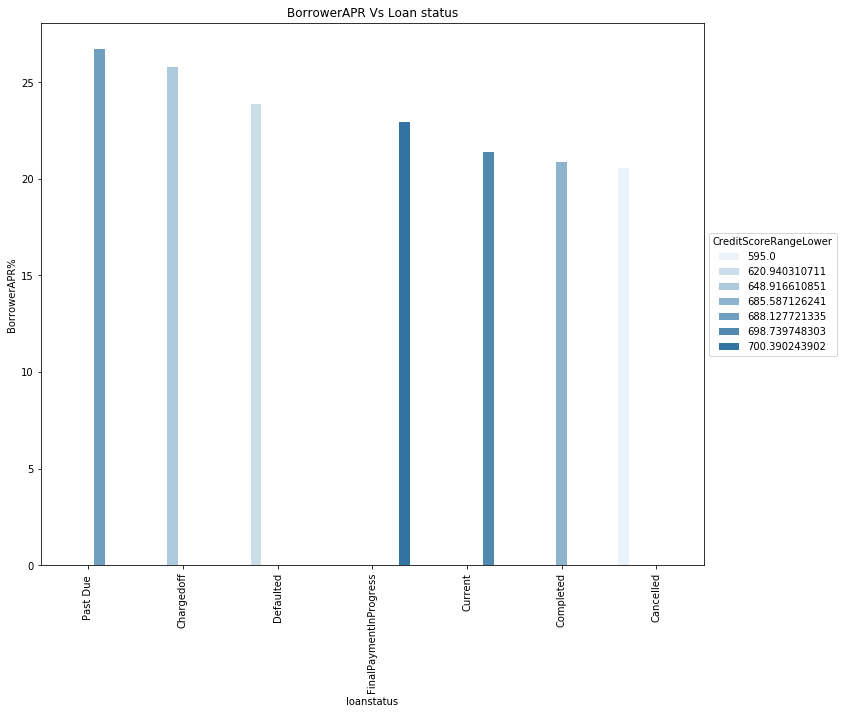 BorrowerAPR Vs Loan status
BorrowerAPR%
25
20
15
10
5
0
Past Due
Chargedoff
Defaulted
FinalPaymentInProgress
Current
Completed
Cancelled
loanstatus
CreditScoreRangeLower
595.0
620.940310711
648.916610851
685.587126241
688.127721335
698.739748303
700.390243902